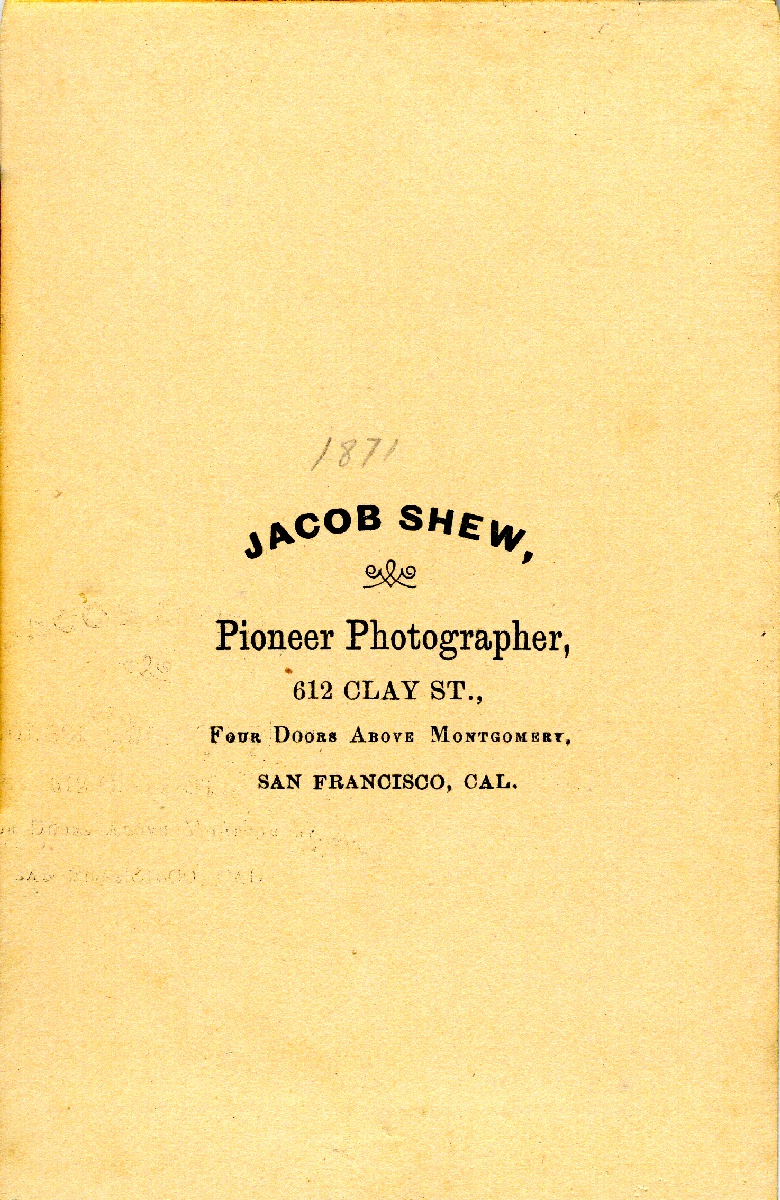 1871
JACOB SHEW,
Pioneer Photographer,
612 CLAY ST.,
FOUR DOORS ABOVE MONTGOMERY,
SAN FRANCISCO, CAL.